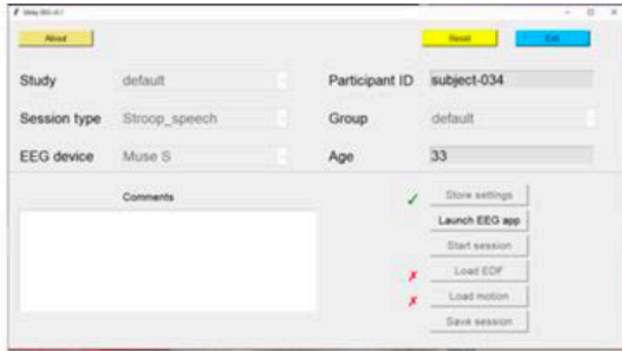 About Reset Exit
Study default Participant ID subject-034
Session type Stroop_speech Group default
EEG device Muse S Age 33
Comments
Store settings
Launch EEG app
Start session
Load EDF
Load motion
Save session